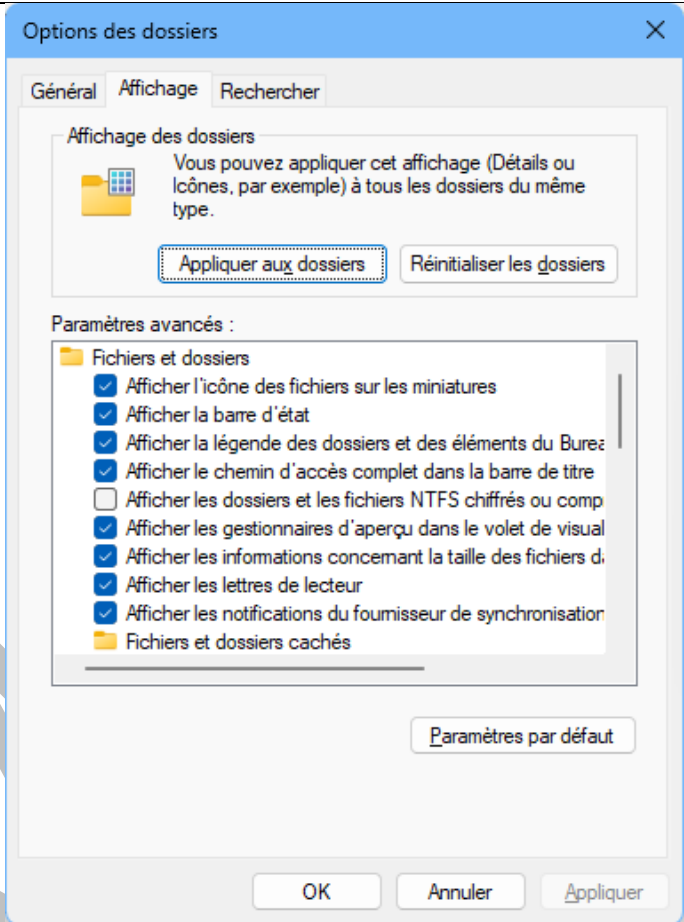 Options des dossiers
Général Affichage Rechercher
Affichage des dossiers
Vous pouvez appliquer cet affichage (Détails ou
Icônes, par exemple) à tous les dossiers du même
type.
Appliquer aux dossiers Réinitialiser les dossiers
Paramètres avancés :
Fichiers et dossiers
Afficher l'icône des fichiers sur les miniatures
Afficher la barre d'état
Afficher la légende des dossiers et des éléments du Burea
Afficher le chemin d'accès complet dans la barre de titre
Afficher les dossiers et les fichiers NTFS chiffrés ou comp
Afficher les gestionnaires d'aperçu dans le volet de visual
Afficher les informations concernant la taille des fichiers d
Afficher les lettres de lecteur
Afficher les notifications du fournisseur de synchronisation
Fichiers et dossiers cachés
Paramètres par défaut
OK Annuler Appliquer